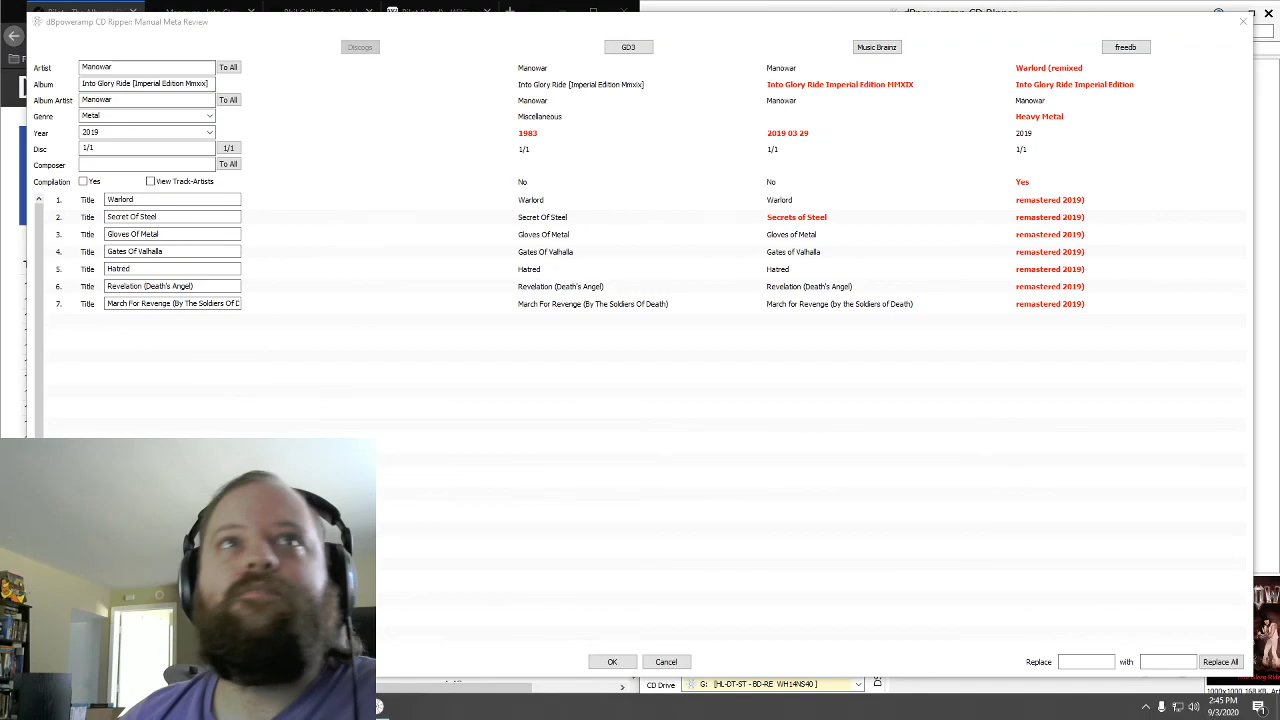 dBpoweramp CD Ripper: Manual Meta Review
Discogs GD3 Music Brainz freedb
Artist Manowar To All Manowar Manowar Warlord (remixed
Album Into Glory Ride [Imperial Edition Mmxix] Into Glory Ride [Imperial Edition Mmxix] Into Glory Ride Imperial Edition MMXIX Into Glory Ride Imperial Edition
Album Artist Manowar To All Manowar Manowar Manowar
Genre Metal Miscellaneous Heavy Metal
Year 2019 1983 2019 03 29 2019
Disc 1/1 1/1 1/1 1/1 1/1
Composer To All
Compilation Yes View Track-Artists No No Yes
1. Title Warlord Warlord Warlord remastered 2019)
2. Title Secret Of Steel Secret Of Steel Secrets of Steel remastered 2019)
3. Title Gloves Of Metal Gloves Of Metal Gloves of Metal remastered 2019)
4. Title Gates Of Valhalla Gates Of Valhalla Gates of Valhalla remastered 2019)
5. Title Hatred Hatred Hatred remastered 2019)
6. Title Revelation (Death's Angel) Revelation (Death's Angel) Revelation (Death's Angel) remastered 2019)
7. Title March For Revenge (By The Soldiers Of D March For Revenge (By The Soldiers Of Death) March for Revenge (by the Soldiers of Death) remastered 2019)
OK Cancel Replace with Replace All
CD Drive G: [HL-DT-ST - BD-RE WH14NS40 ]
1000x1000 168 KB
2:45 PM
9/3/2020